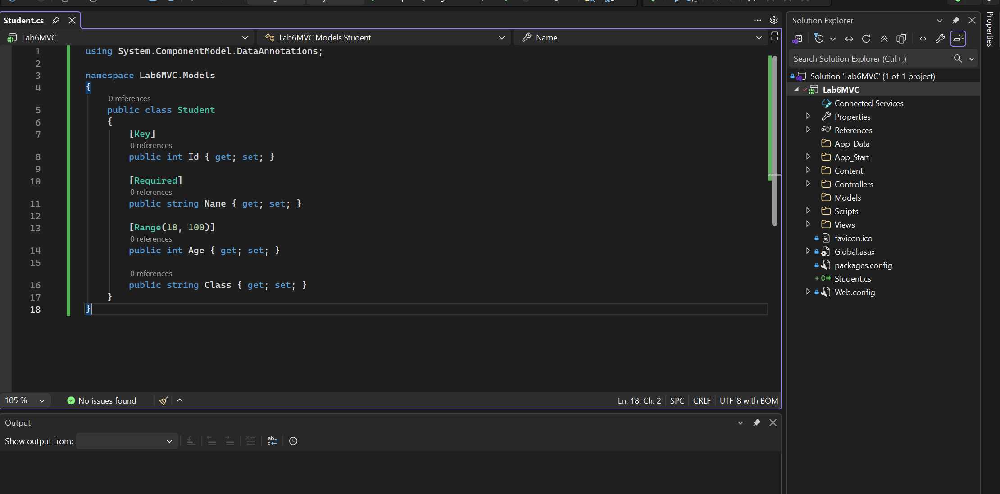 Student.cs
Lab6MVC
Lab6MVC.Models.Student
Name
1 using System.ComponentModel.DataAnnotations;
2
3 namespace Lab6MVC.Models
4 {
0 references
5 public class Student
6 {
7 [Key]
0 references
8 public int Id { get; set; }
9
10 [Required]
0 references
11 public string Name { get; set; }
12
13 [Range(18, 100)]
0 references
14 public int Age { get; set; }
15
0 references
16 public string Class { get; set; }
17 }
18 }
105 %
No issues found
Ln: 18, Ch: 2
SPC
CRLF
UTF-8 with BOM
Output
Show output from:
Solution Explorer
Search Solution Explorer (Ctrl+;)
Solution 'Lab6MVC' (1 of 1 project)
Lab6MVC
Connected Services
Properties
References
App_Data
App_Start
Content
Controllers
Models
Scripts
Views
favicon.ico
Global.asax
packages.config
C# Student.cs
Web.config
Properties